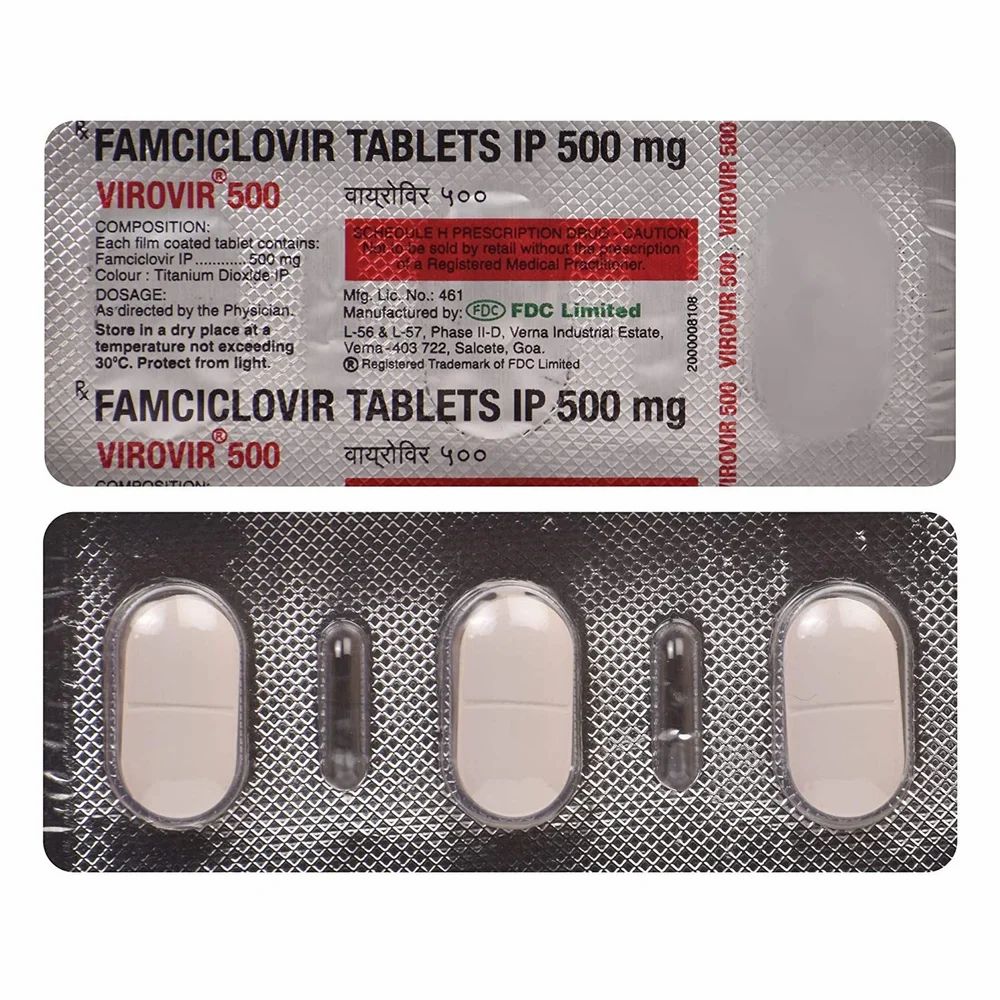 Rx FAMCICLOVIR TABLETS IP 500 mg
VIROVIR® 500
वायरोविर ५००
COMPOSITION:
Each film coated tablet contains:
Famciclovir IP...........500 mg
Colour : Titanium Dioxide IP
DOSAGE:
As directed by the Physician.
Store in a dry place at a
temperature not exceeding
30°C. Protect from light.
SCHEDULE H PRESCRIPTION DRUG - CAUTION
Not to be sold by retail without the prescription
of a Registered Medical Practitioner.
Mfg. Lic. No.: 461
Manufactured by: FDC FDC Limited
L-56 & L-57, Phase II-D, Verna Industrial Estate,
Verna-403 722, Salcete, Goa.
® Registered Trademark of FDC Limited
2000008108
VIROVIR 500 VIROVIR 500 VIROVIR 500
Rx FAMCICLOVIR TABLETS IP 500 mg
VIROVIR® 500
वायरोविर ५००
COMPOSITION: